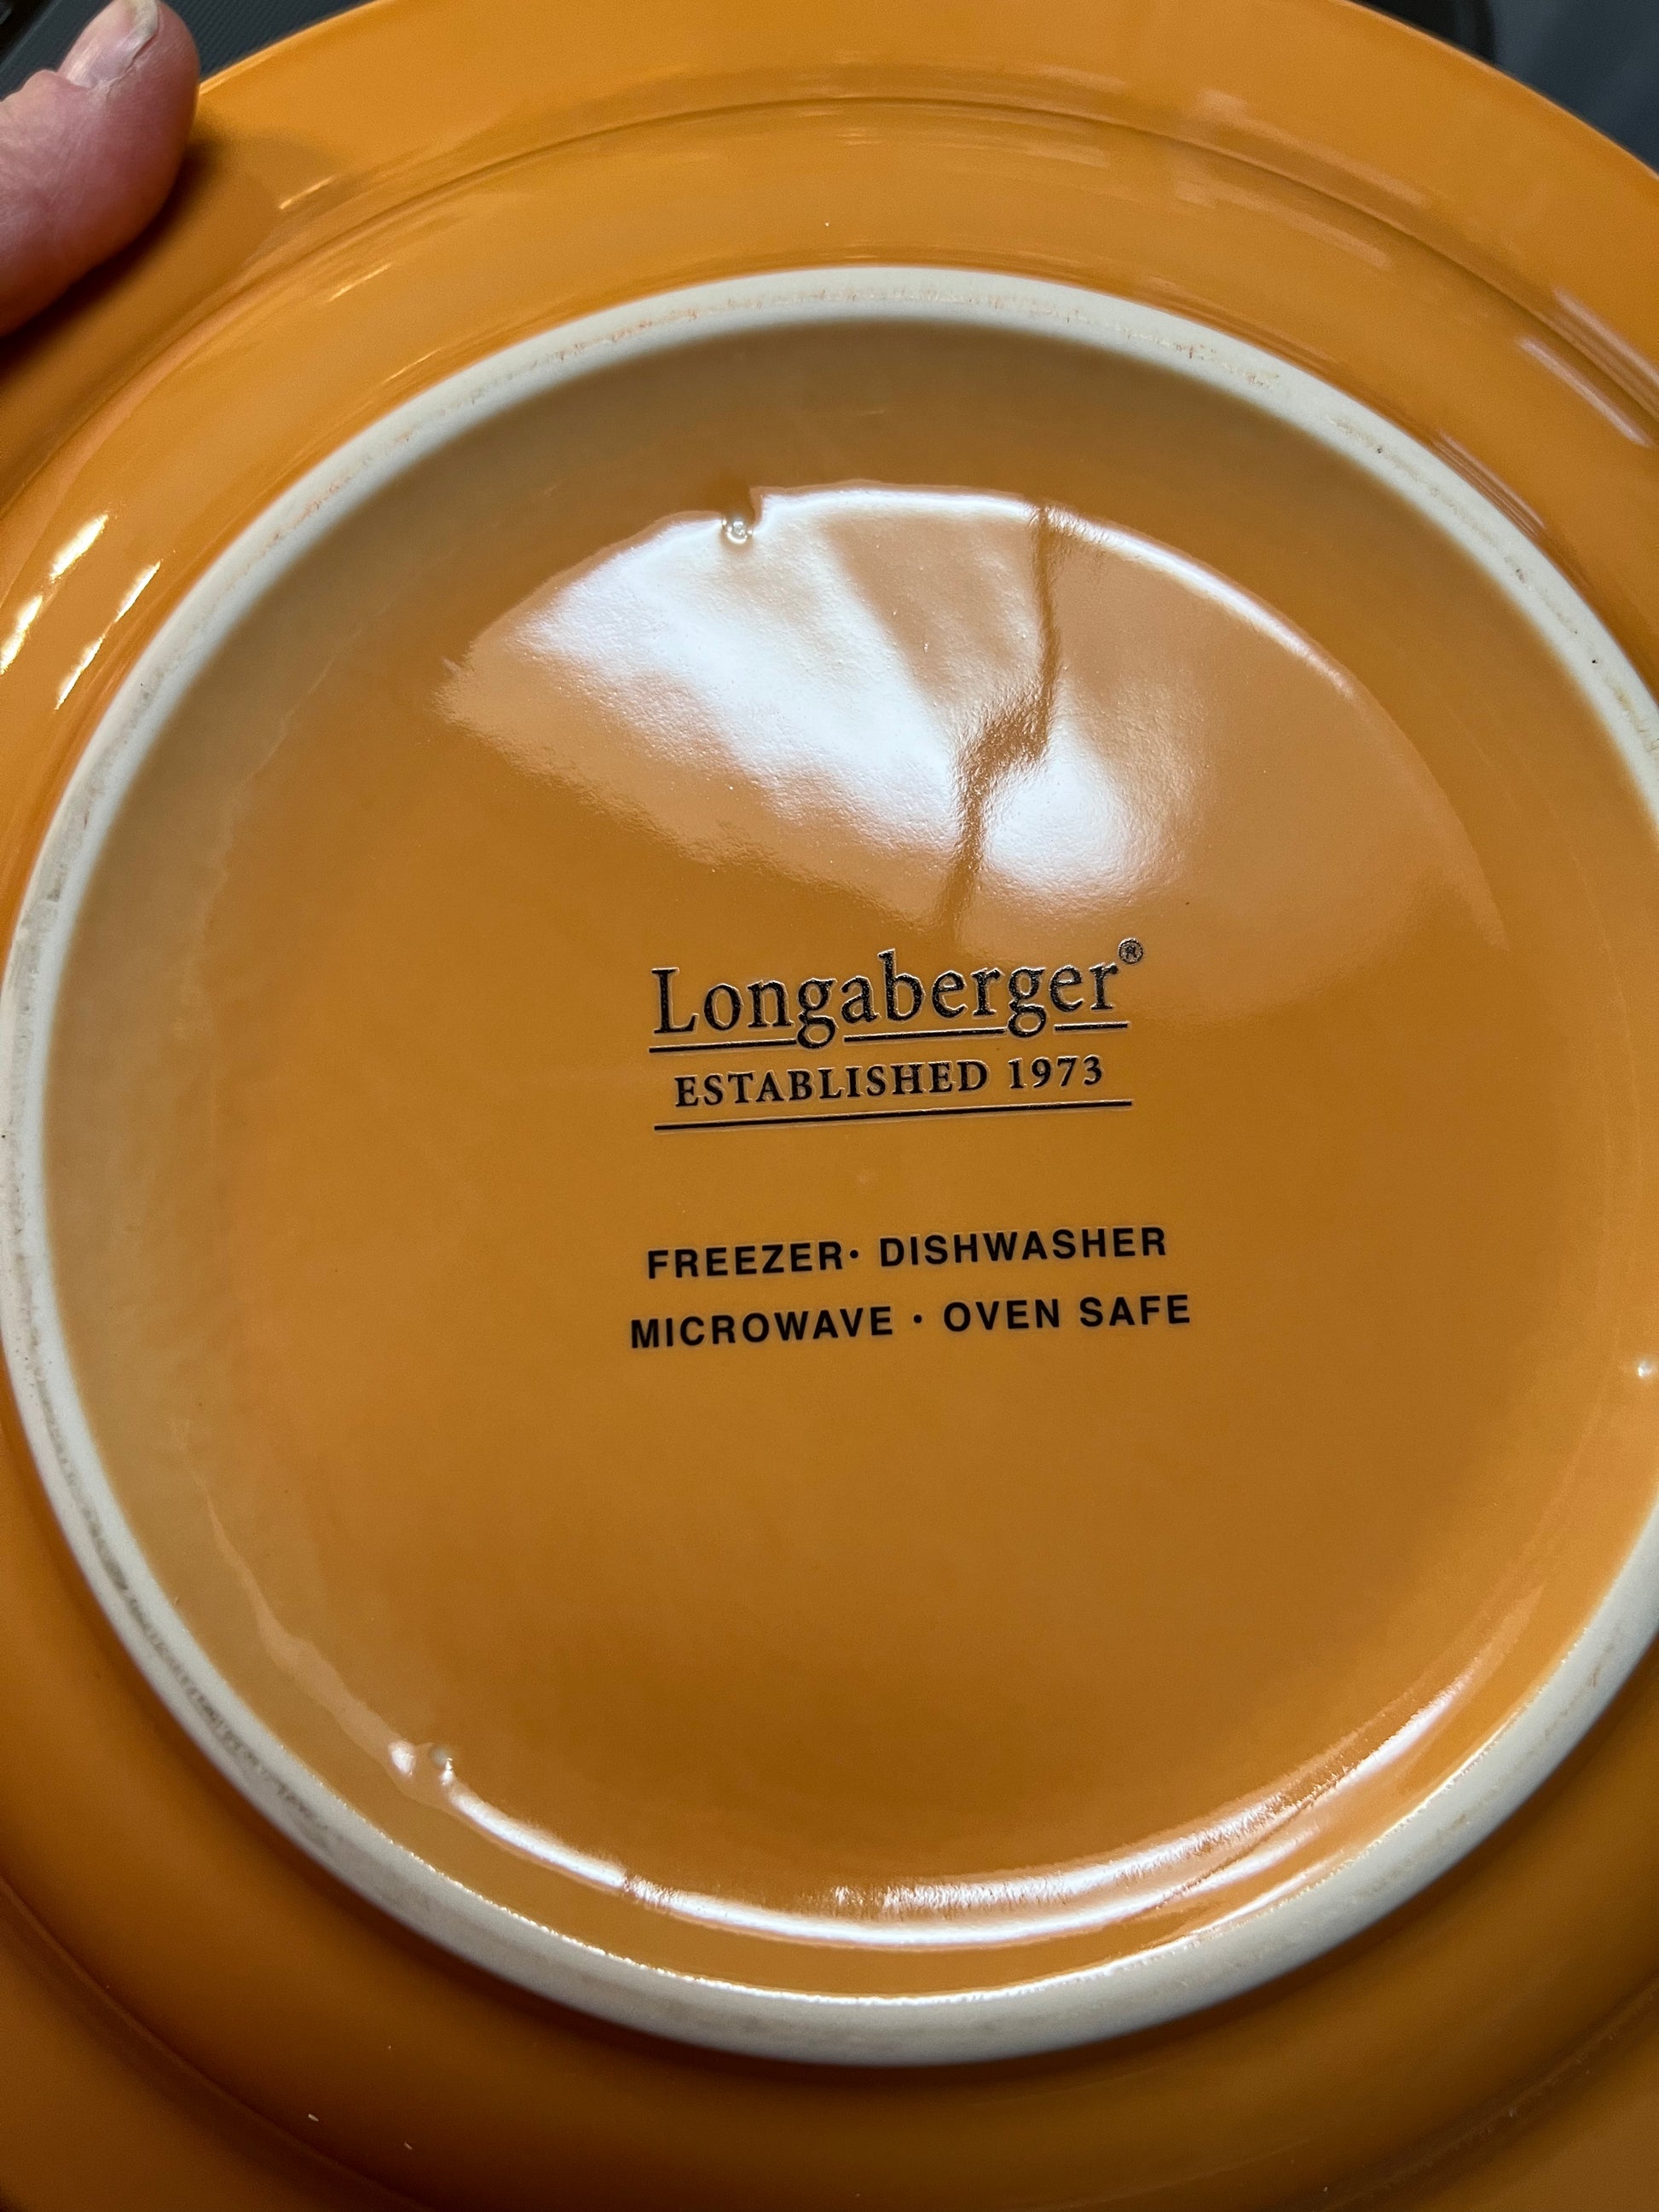 Longaberger®
ESTABLISHED 1973
FREEZER· DISHWASHER
MICROWAVE · OVEN SAFE